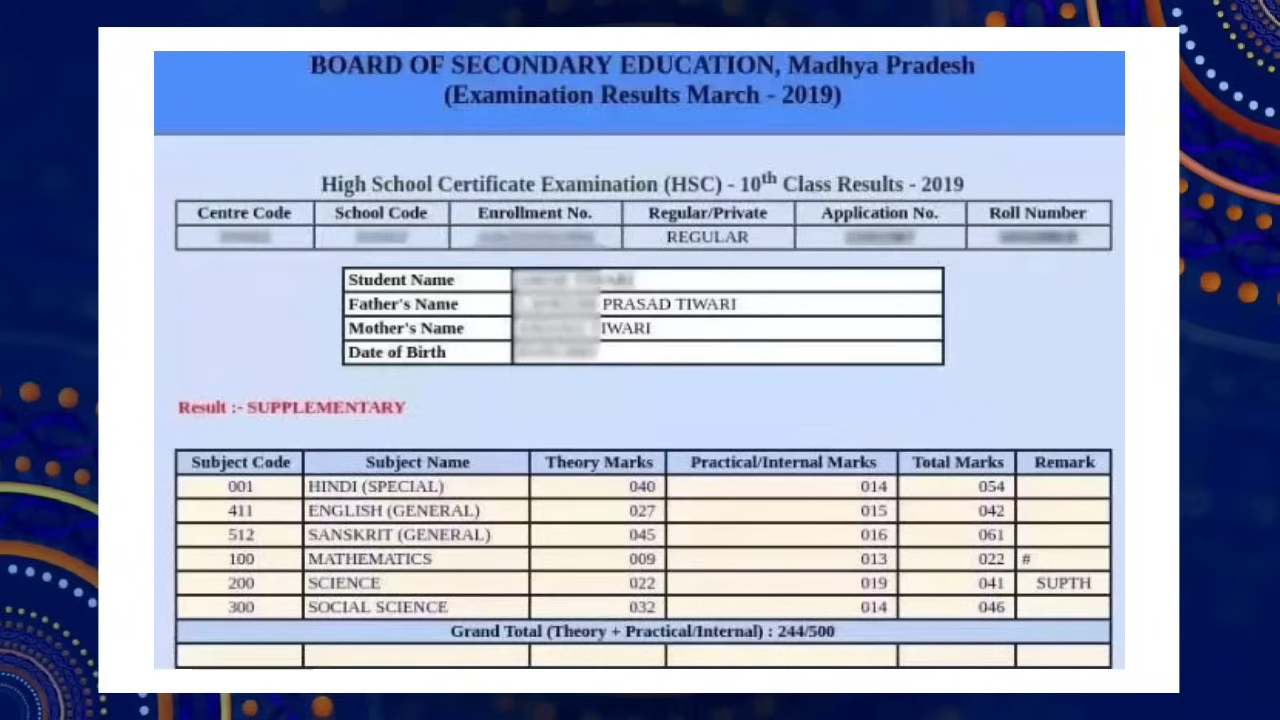 BOARD OF SECONDARY EDUCATION, Madhya Pradesh
(Examination Results March - 2019)
High School Certificate Examination (HSC) - 10th Class Results - 2019
Centre Code School Code Enrollment No. Regular/Private Application No. Roll Number
REGULAR
Student Name
Father's Name PRASAD TIWARI
Mother's Name IWARI
Date of Birth
Result :- SUPPLEMENTARY
Subject Code Subject Name Theory Marks Practical/Internal Marks Total Marks Remark
001 HINDI (SPECIAL) 040 014 054
411 ENGLISH (GENERAL) 027 015 042
512 SANSKRIT (GENERAL) 045 016 061
100 MATHEMATICS 009 013 022 #
200 SCIENCE 022 019 041 SUPTH
300 SOCIAL SCIENCE 032 014 046
Grand Total (Theory + Practical/Internal) : 244/500